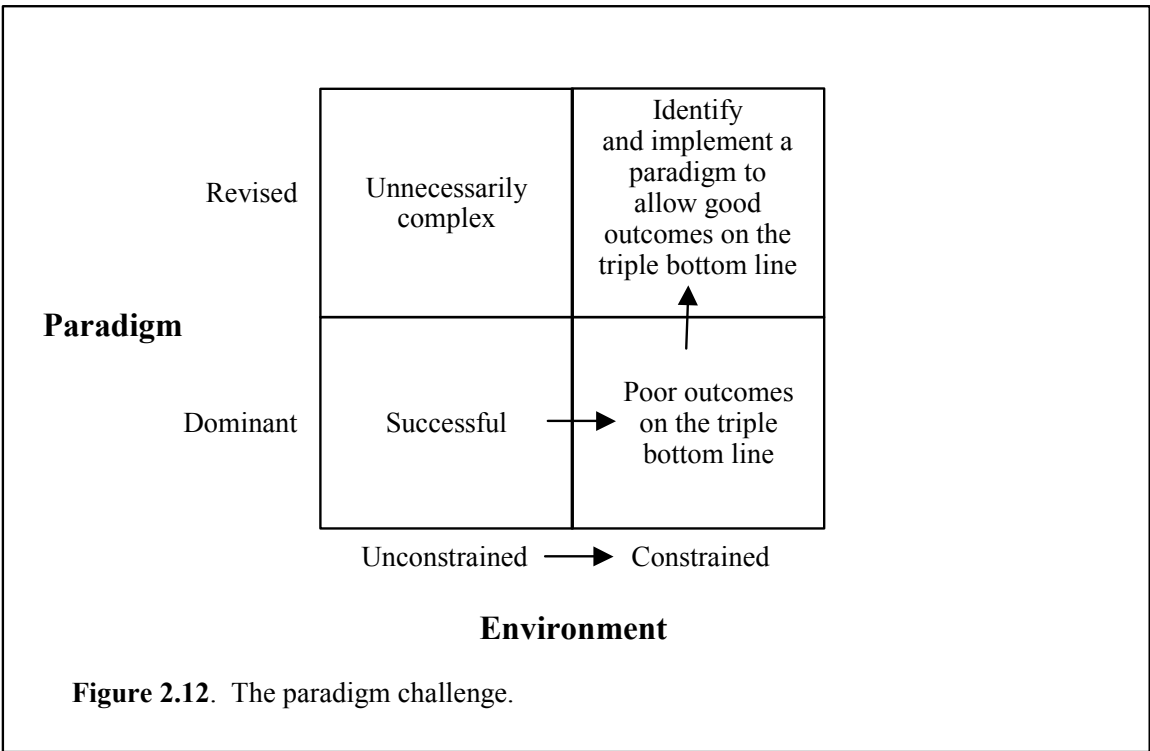 Identify
and implement a
paradigm to
allow good
outcomes on the
triple bottom line
Revised
Unnecessarily
complex
Paradigm
Dominant
Successful
Poor outcomes
on the triple
bottom line
Unconstrained
Constrained
Environment
Figure 2.12. The paradigm challenge.